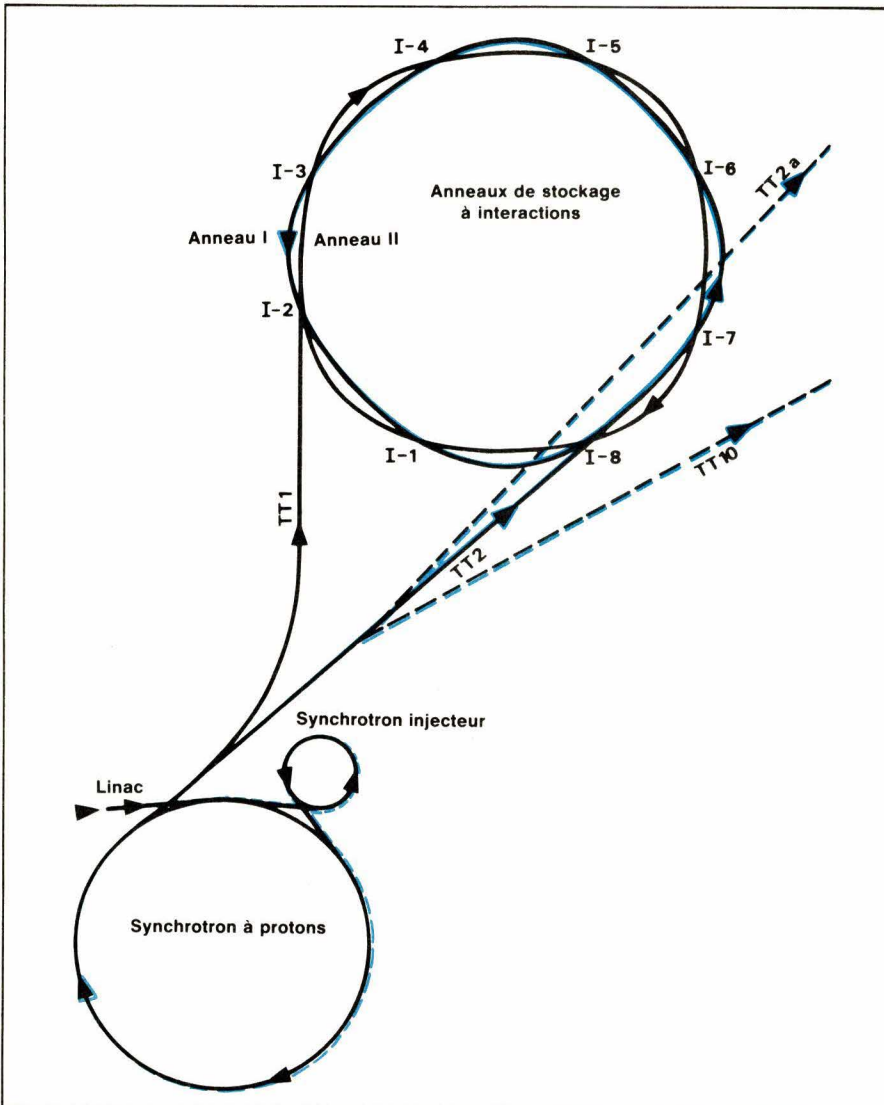 I-4
I-5
I-3
I-6
TT2a
Anneaux de stockage
à interactions
Anneau I
Anneau II
I-2
I-7
I-1
I-8
TT10
TT1
TT2
Synchrotron injecteur
Linac
Synchrotron à protons